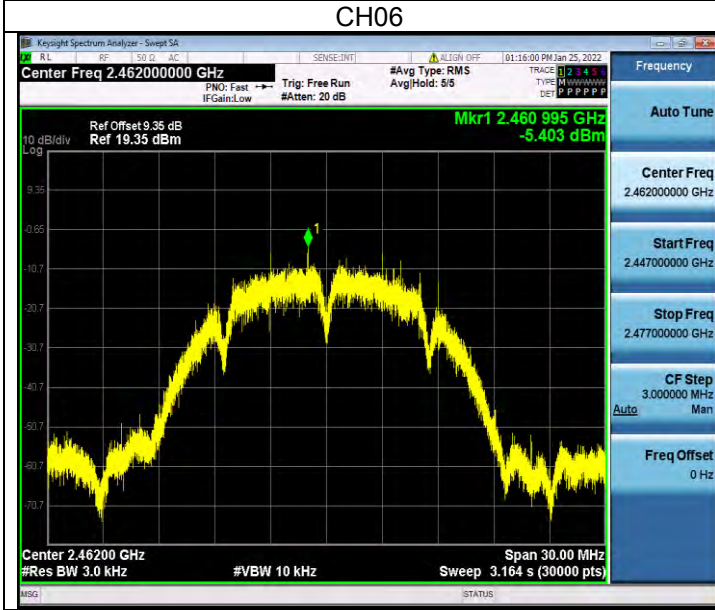 CH06
Keysight Spectrum Analyzer - Swept SA
RL RF 50 Ω AC SENSE:INT ALIGN OFF 01:16:00 PM Jan 25, 2022
Center Freq 2.462000000 GHz
PNO: Fast
IFGain:Low
Trig: Free Run
#Atten: 20 dB
#Avg Type: RMS
Avg|Hold: 5/5
TRACE 1 2 3 4 5 6
TYPE M WWWWW
DET P P P P P P
Ref Offset 9.35 dB
10 dB/div Ref 19.35 dBm
Log
Mkr1 2.460 995 GHz
-5.403 dBm
1
9.35
-0.65
-10.7
-20.7
-30.7
-40.7
-50.7
-60.7
-70.7
Center 2.46200 GHz Span 30.00 MHz
#Res BW 3.0 kHz #VBW 10 kHz Sweep 3.164 s (30000 pts)
MSG STATUS
Frequency
Auto Tune
Center Freq
2.462000000 GHz
Start Freq
2.447000000 GHz
Stop Freq
2.477000000 GHz
CF Step
3.000000 MHz
Auto Man
Freq Offset
0 Hz